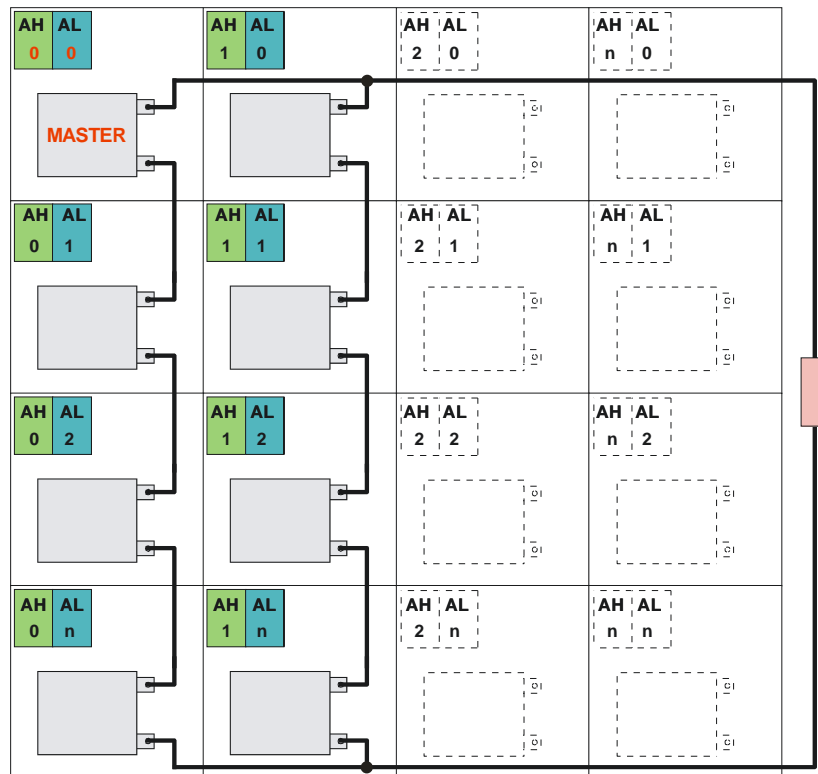 AH AL AH AL AH AL AH AL
0 0 1 0 2 0 n 0
MASTER
AH AL AH AL AH AL AH AL
0 1 1 1 2 1 n 1
AH AL AH AL AH AL AH AL
0 2 1 2 2 2 n 2
AH AL AH AL AH AL AH AL
0 n 1 n 2 n n n